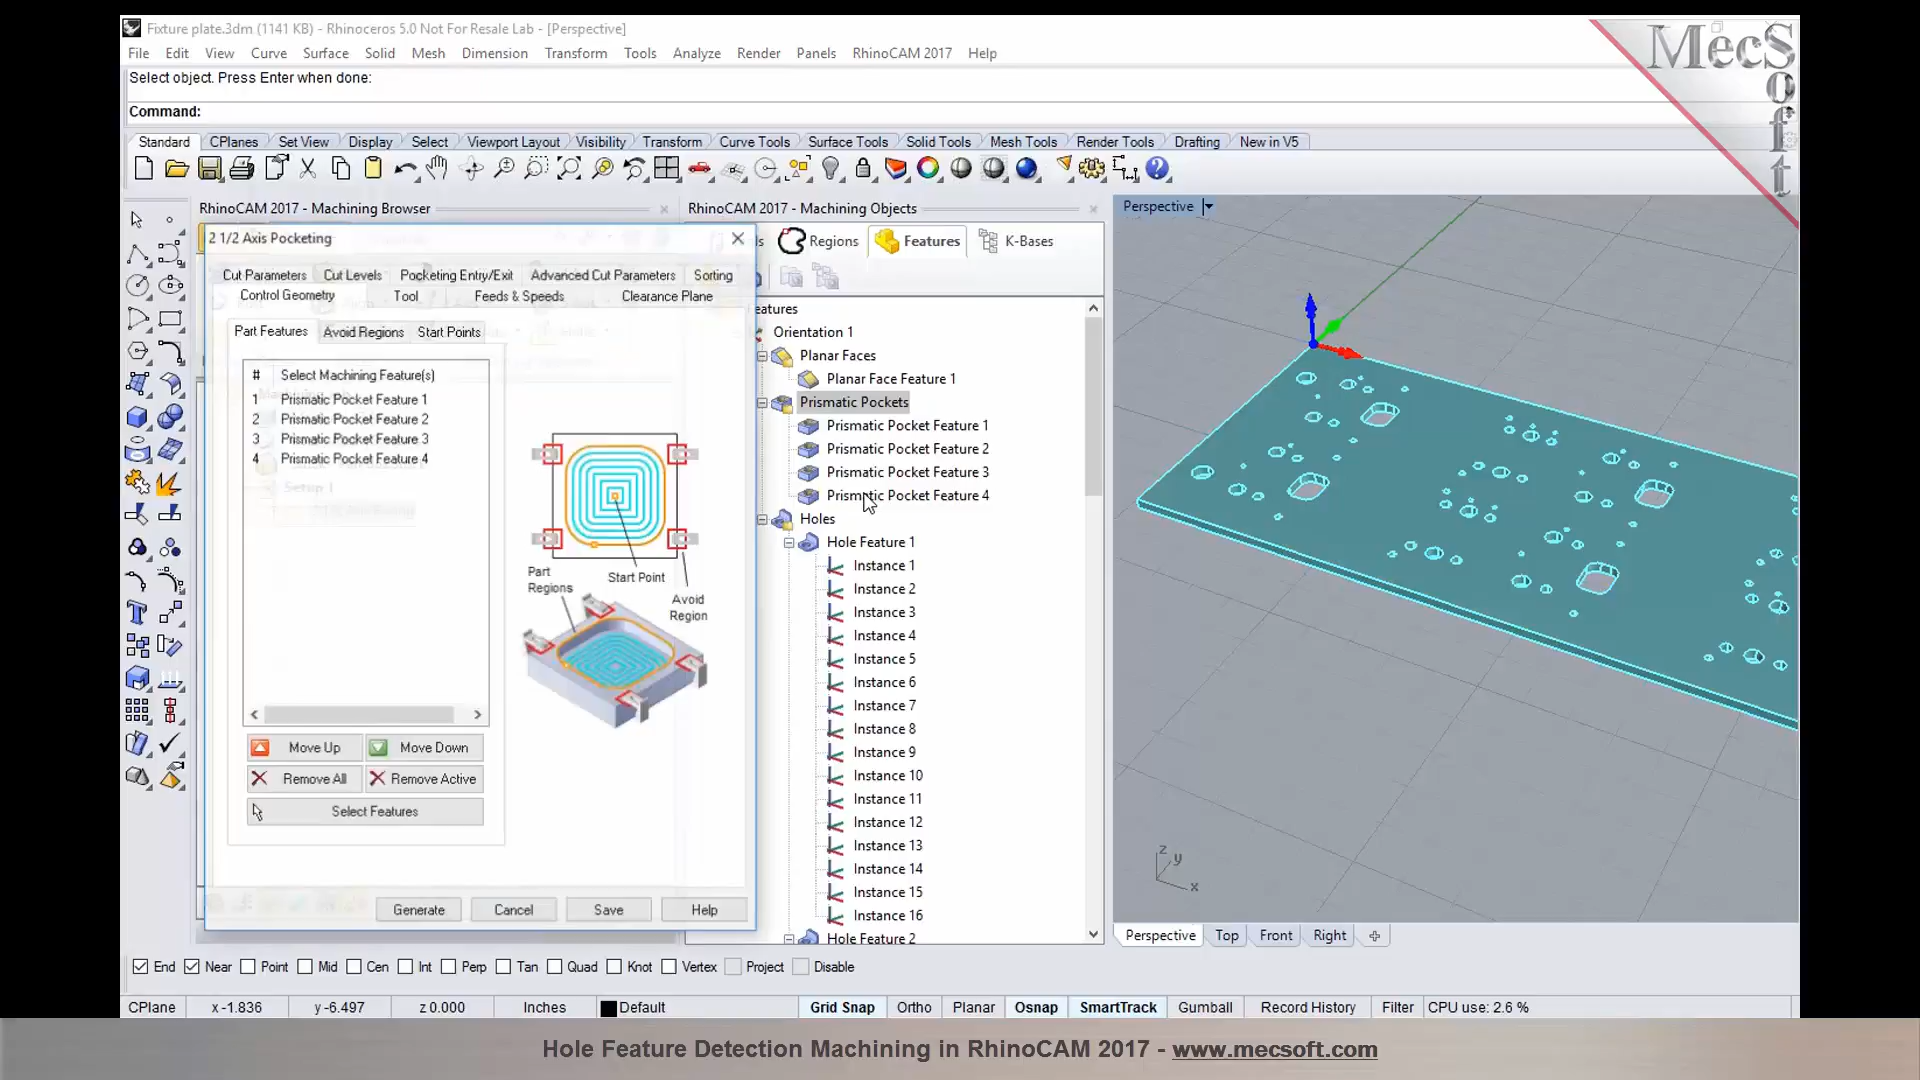 Fixture plate.3dm (1141 KB) - Rhinoceros 5.0 Not For Resale Lab - [Perspective]
File Edit View Curve Surface Solid Mesh Dimension Transform Tools Analyze Render Panels RhinoCAM 2017 Help
Select object. Press Enter when done:
Command:
MecSoft
Standard CPlanes Set View Display Select Viewport Layout Visibility Transform Curve Tools Surface Tools Solid Tools Mesh Tools Render Tools Drafting New in V5
RhinoCAM 2017 - Machining Browser
2 1/2 Axis Pocketing
Cut Parameters Cut Levels Pocketing Entry/Exit Advanced Cut Parameters Sorting
Control Geometry Tool Feeds & Speeds Clearance Plane
Part Features Avoid Regions Start Points
# Select Machining Feature(s)
1 Prismatic Pocket Feature 1
2 Prismatic Pocket Feature 2
3 Prismatic Pocket Feature 3
4 Prismatic Pocket Feature 4
Setup 1
Part Regions
Start Point
Avoid Region
Move Up Move Down
Remove All Remove Active
Select Features
Generate Cancel Save Help
RhinoCAM 2017 - Machining Objects
Regions Features K-Bases
eatures
Orientation 1
Planar Faces
Planar Face Feature 1
Prismatic Pockets
Prismatic Pocket Feature 1
Prismatic Pocket Feature 2
Prismatic Pocket Feature 3
Prismatic Pocket Feature 4
Holes
Hole Feature 1
Instance 1
Instance 2
Instance 3
Instance 4
Instance 5
Instance 6
Instance 7
Instance 8
Instance 9
Instance 10
Instance 11
Instance 12
Instance 13
Instance 14
Instance 15
Instance 16
Hole Feature 2
Perspective
z y x
Perspective Top Front Right
End Near Point Mid Cen Int Perp Tan Quad Knot Vertex Project Disable
CPlane x -1.836 y -6.497 z 0.000 Inches Default Grid Snap Ortho Planar Osnap SmartTrack Gumball Record History Filter CPU use: 2.6 %
Hole Feature Detection Machining in RhinoCAM 2017 - www.mecsoft.com